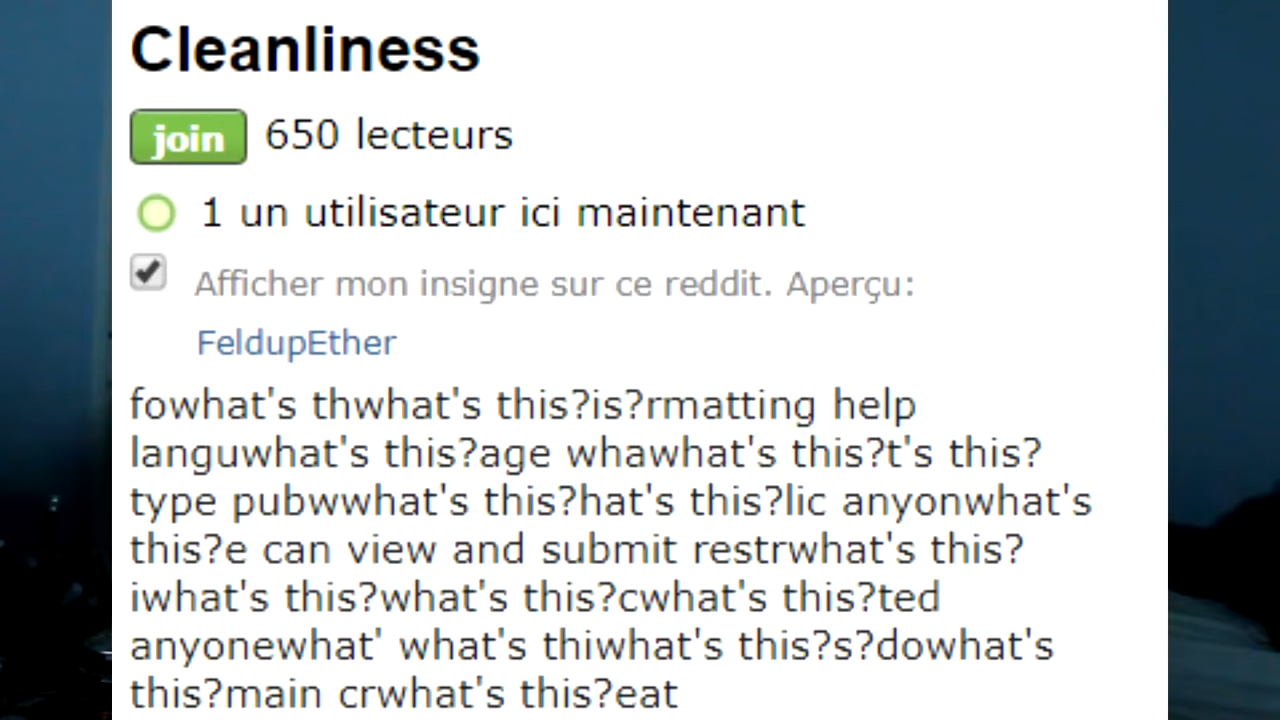 Cleanliness
join 650 lecteurs
1 un utilisateur ici maintenant
Afficher mon insigne sur ce reddit. Aperçu:
FeldupEther
fowhat's thwhat's this?is?rmatting help
languwhat's this?age whawhat's this?t's this?
type pubwwhat's this?hat's this?lic anyonwhat's
this?e can view and submit restrwhat's this?
iwhat's this?what's this?cwhat's this?ted
anyonewhat' what's thiwhat's this?s?dowhat's
this?main crwhat's this?eat